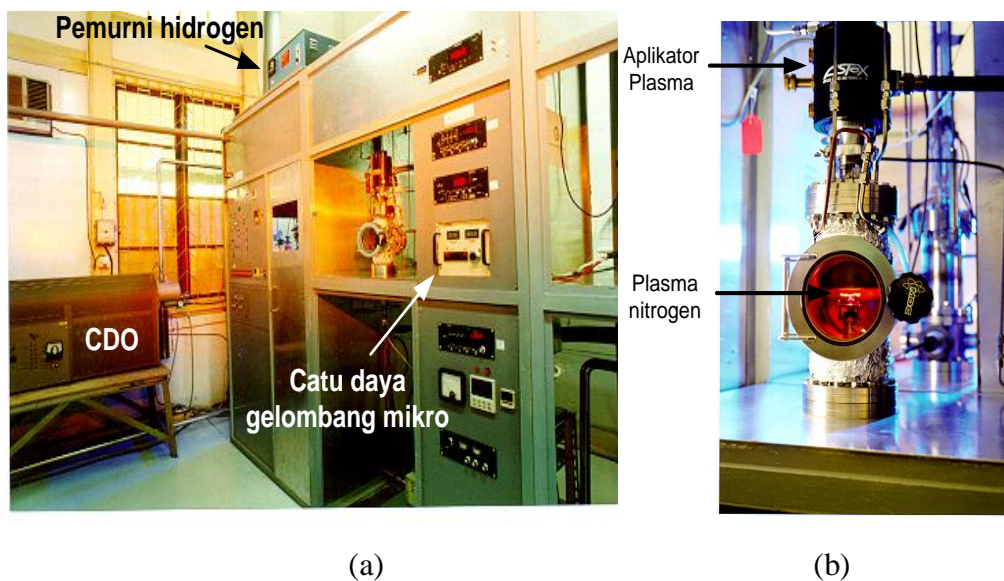 Pemurni hidrogen
CDO
Catu daya
gelombang mikro
(a)
Aplikator
Plasma
ASTeX
Plasma
nitrogen
(b)